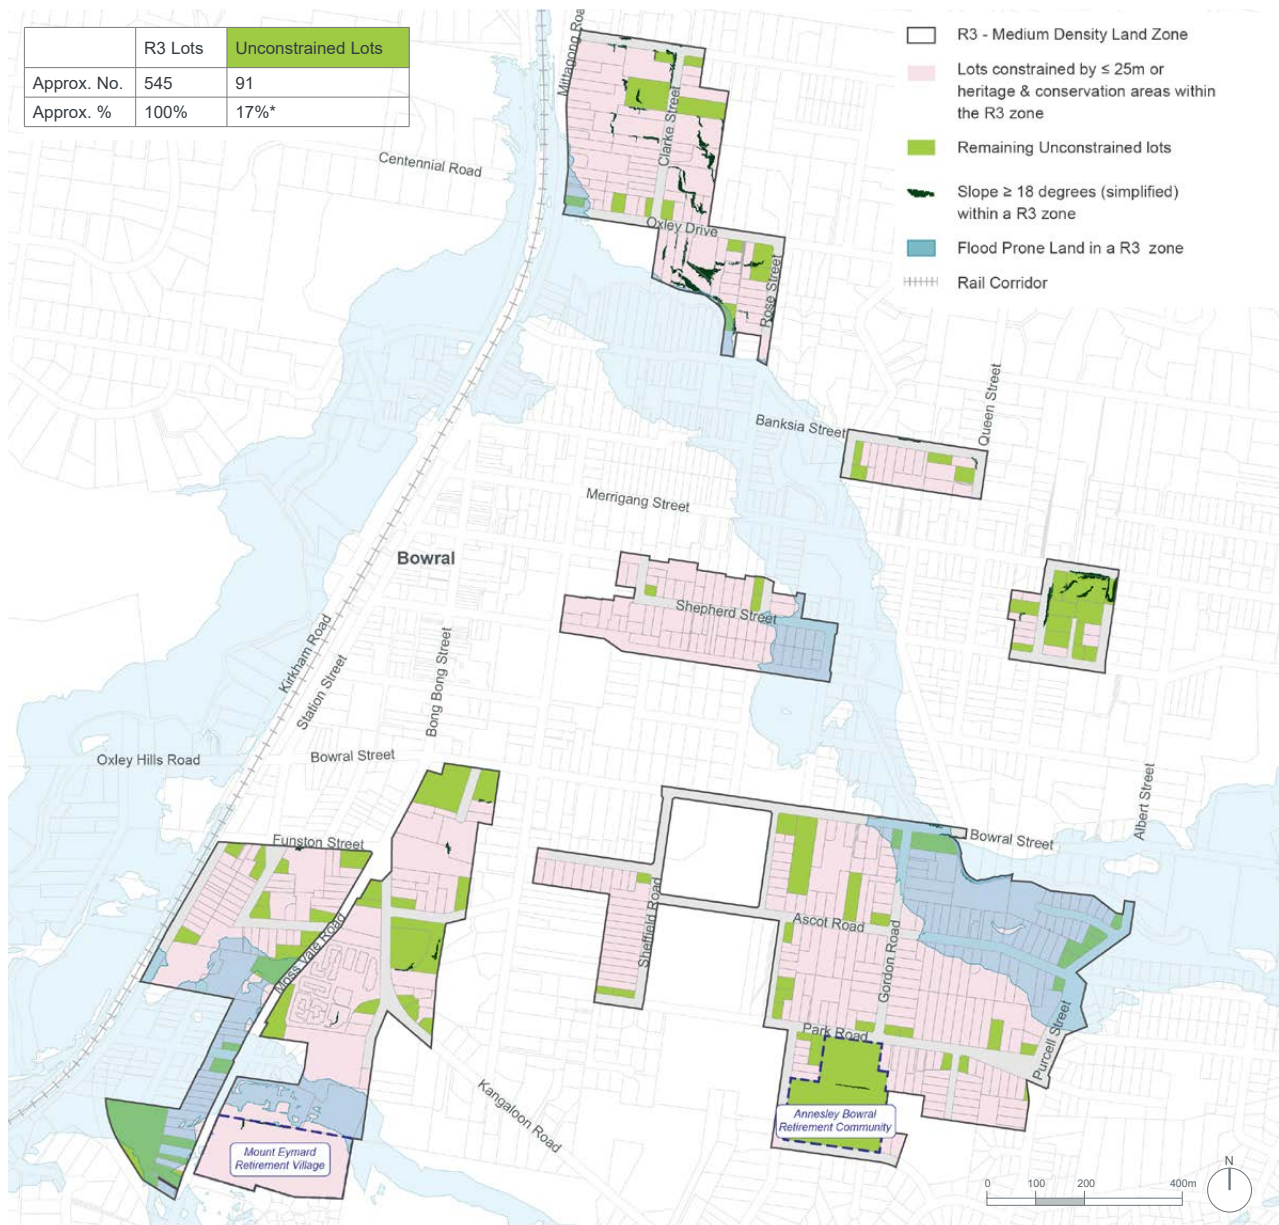 R3 Lots Unconstrained Lots
Approx. No. 545 91
Approx. % 100% 17%*
R3 - Medium Density Land Zone
Lots constrained by ≤ 25m or
heritage & conservation areas within
the R3 zone
Remaining Unconstrained lots
Slope ≥ 18 degrees (simplified)
within a R3 zone
Flood Prone Land in a R3 zone
Rail Corridor
Mittagong Roa
Clarke Street
Centennial Road
Oxley Drive
Rose Street
Queen Street
Banksia Street
Merrigang Street
Bowral
Shepherd Street
Kirkham Road
Station Street
Bong Bong Street
Bowral Street
Oxley Hills Road
Albert Street
Bowral Street
Funston Street
Sheffield Road
Ascot Road
Gordon Road
Moss Vale Road
Park Road
Purcell Street
Kangaloon Road
Annesley Bowral
Retirement Community
Mount Eymard
Retirement Village
N
0 100 200 400m